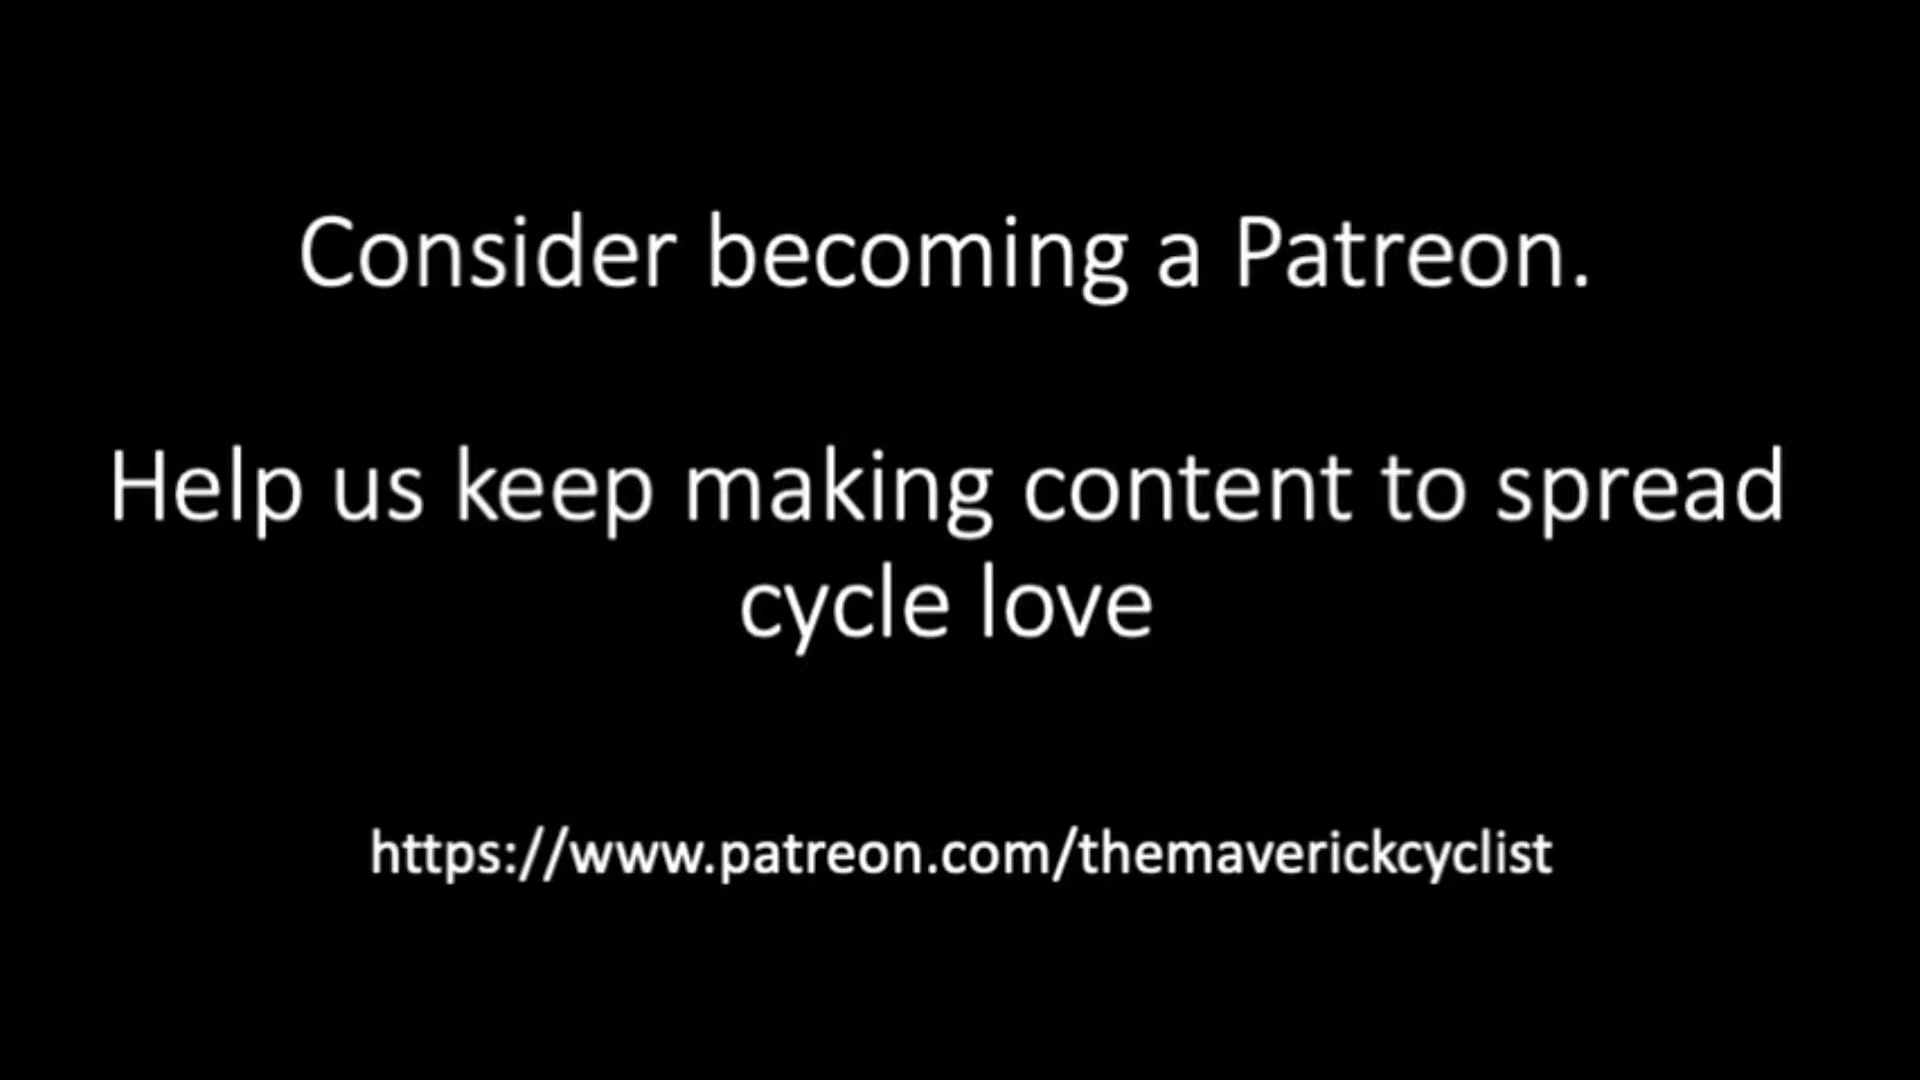 Consider becoming a Patreon.
Help us keep making content to spread
cycle love
https://www.patreon.com/themaverickcyclist